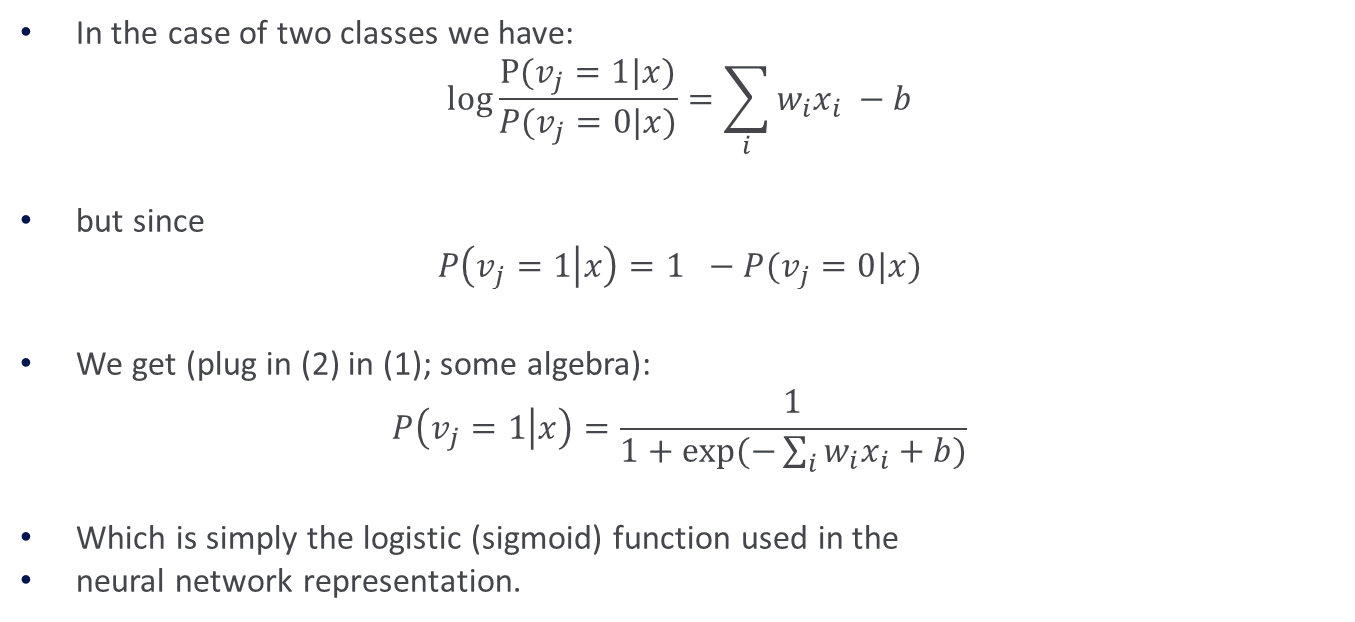 • In the case of two classes we have:
log P(v_j = 1|x) / P(v_j = 0|x) = ∑_i w_i x_i − b
• but since
P(v_j = 1|x) = 1 − P(v_j = 0|x)
• We get (plug in (2) in (1); some algebra):
P(v_j = 1|x) = 1 / 1 + exp(− ∑_i w_i x_i + b)
• Which is simply the logistic (sigmoid) function used in the
• neural network representation.